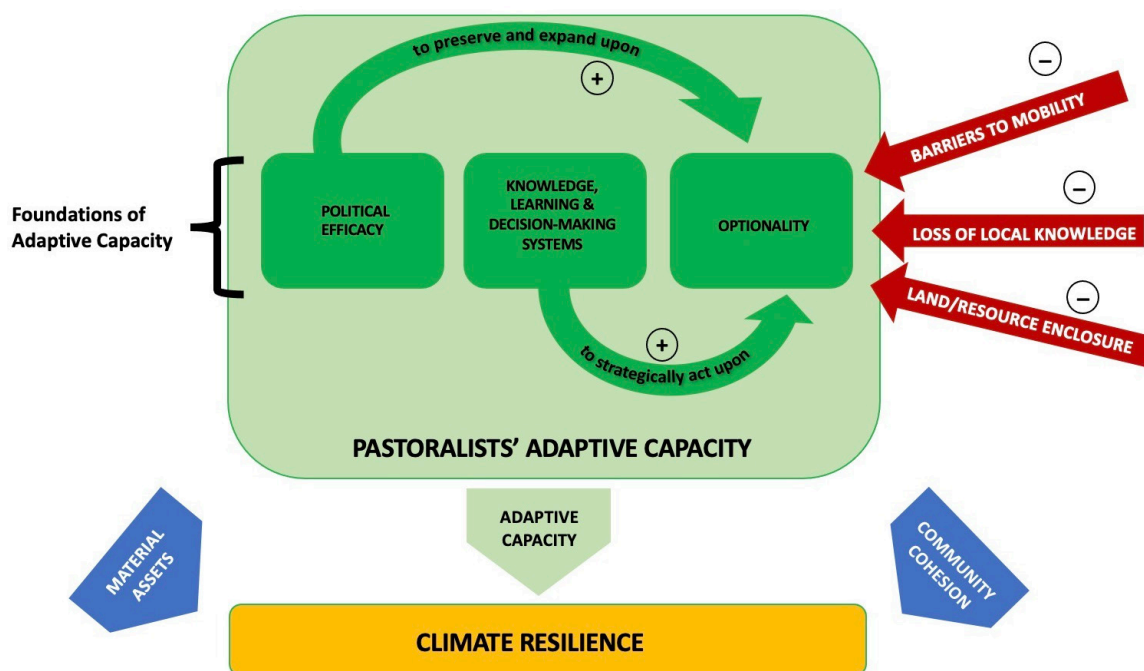 to preserve and expand upon
+
−
BARRIERS TO MOBILITY
Foundations of
Adaptive Capacity
POLITICAL
EFFICACY
KNOWLEDGE,
LEARNING &
DECISION-MAKING
SYSTEMS
OPTIONALITY
−
LOSS OF LOCAL KNOWLEDGE
−
LAND/RESOURCE ENCLOSURE
+
to strategically act upon
PASTORALISTS’ ADAPTIVE CAPACITY
MATERIAL
ASSETS
ADAPTIVE
CAPACITY
COMMUNITY
COHESION
CLIMATE RESILIENCE